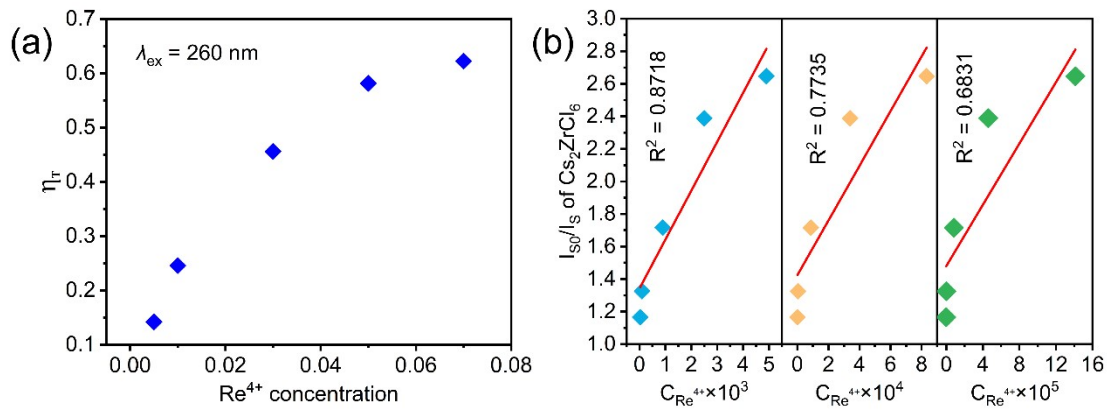 (a)
λex = 260 nm
0.7
0.6
0.5
0.4
0.3
0.2
0.1
ηT
0.00 0.02 0.04 0.06 0.08
Re⁴⁺ concentration
(b)
3.0
2.8
2.6
2.4
2.2
2.0
1.8
1.6
1.4
1.2
1.0
IS0/IS of Cs₂ZrCl₆
R² = 0.8718
R² = 0.7735
R² = 0.6831
0 1 2 3 4 5 0 2 4 6 8 0 4 8 12 16
CRe⁴⁺×10³ CRe⁴⁺×10⁴ CRe⁴⁺×10⁵